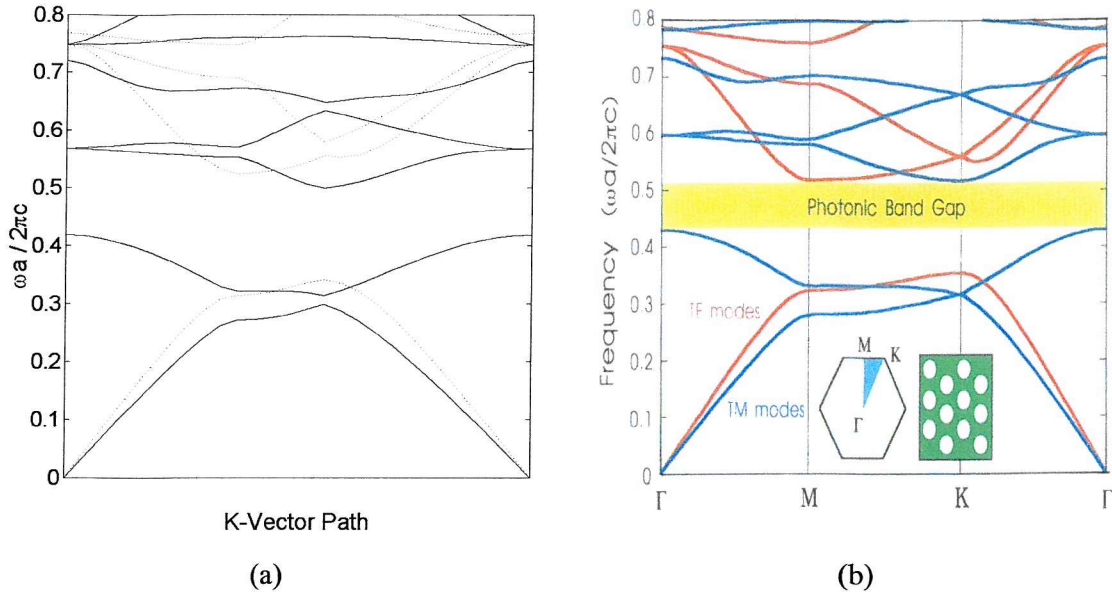 0.8
0.7
0.6
0.5
0.4
0.3
0.2
0.1
0
ωa / 2πc
K-Vector Path
(a)
0.8
0.7
0.6
0.5
0.4
0.3
0.2
0.1
0
Frequency (ωa/2πc)
Photonic Band Gap
TE modes
TM modes
M
K
Γ
Γ
M
K
Γ
(b)